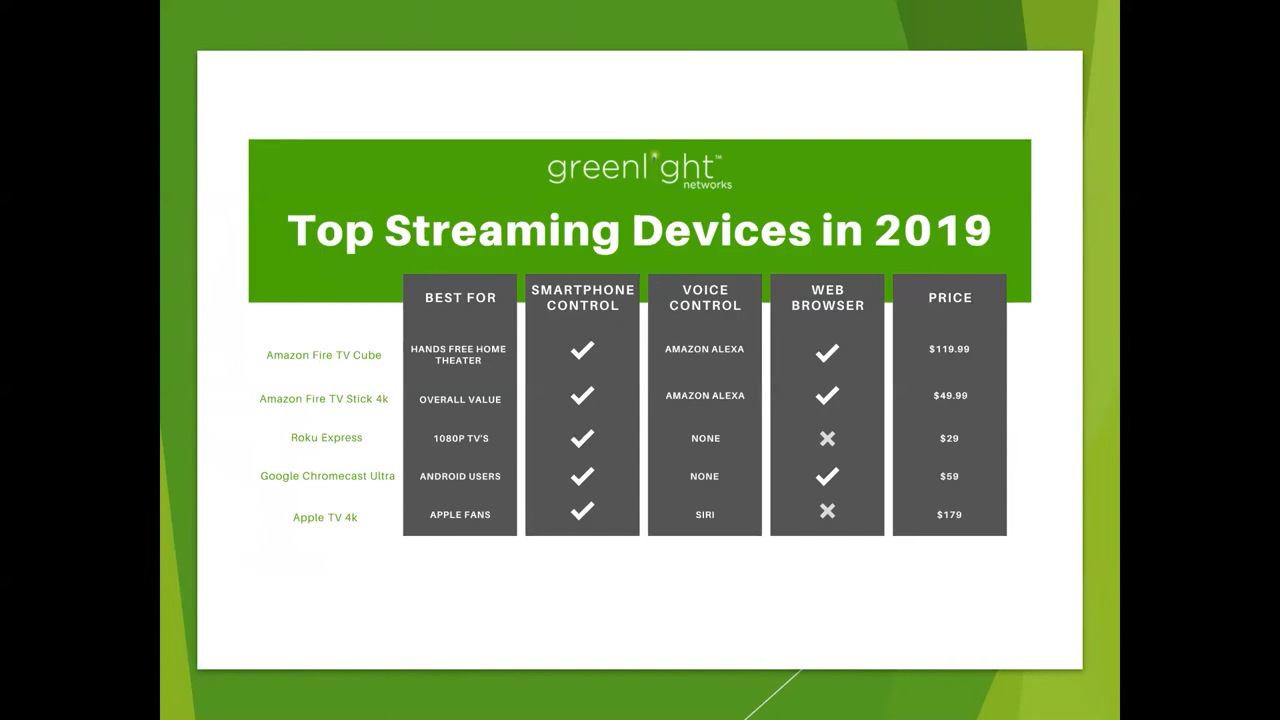 greenlight™
networks
Top Streaming Devices in 2019
BEST FOR
SMARTPHONE
CONTROL
VOICE
CONTROL
WEB
BROWSER
PRICE
Amazon Fire TV Cube
HANDS FREE HOME
THEATER
AMAZON ALEXA
$119.99
Amazon Fire TV Stick 4k
OVERALL VALUE
AMAZON ALEXA
$49.99
Roku Express
1080P TV'S
NONE
$29
Google Chromecast Ultra
ANDROID USERS
NONE
$59
Apple TV 4k
APPLE FANS
SIRI
$179